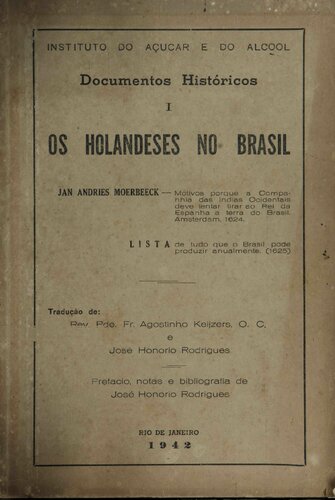 INSTITUTO DO AÇUCAR E DO ALCOOL
Documentos Históricos
I
OS HOLANDESES NO BRASIL
JAN ANDRIES MOERBEECK — Motivos porque a Compa-
nhia das Indias Ocidentais
deve tentar tirar ao Rei da
Espanha a terra do Brasil.
Amsterdam, 1624.
LISTA de tudo que o Brasil pode
produzir anualmente. (1625)
Tradução de:
Rev. Pde. Fr. Agostinho Keijzers, O. C.
e
José Honorio Rodrigues
Prefacio, notas e bibliografia de
José Honorio Rodrigues
RIO DE JANEIRO
1942